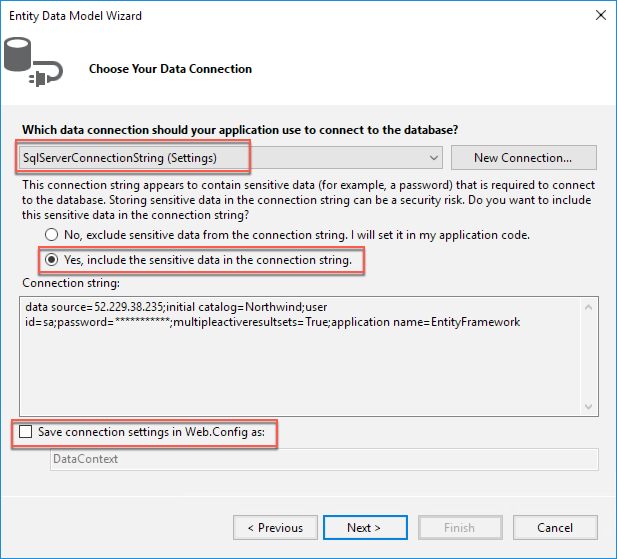 Entity Data Model Wizard
Choose Your Data Connection
Which data connection should your application use to connect to the database?
SqlServerConnectionString (Settings)
New Connection...
This connection string appears to contain sensitive data (for example, a password) that is required to connect
to the database. Storing sensitive data in the connection string can be a security risk. Do you want to include
this sensitive data in the connection string?
No, exclude sensitive data from the connection string. I will set it in my application code.
Yes, include the sensitive data in the connection string.
Connection string:
data source=52.229.38.235;initial catalog=Northwind;user
id=sa;password=***********;multipleactiveresultsets=True;application name=EntityFramework
Save connection settings in Web.Config as:
DataContext
< Previous
Next >
Finish
Cancel